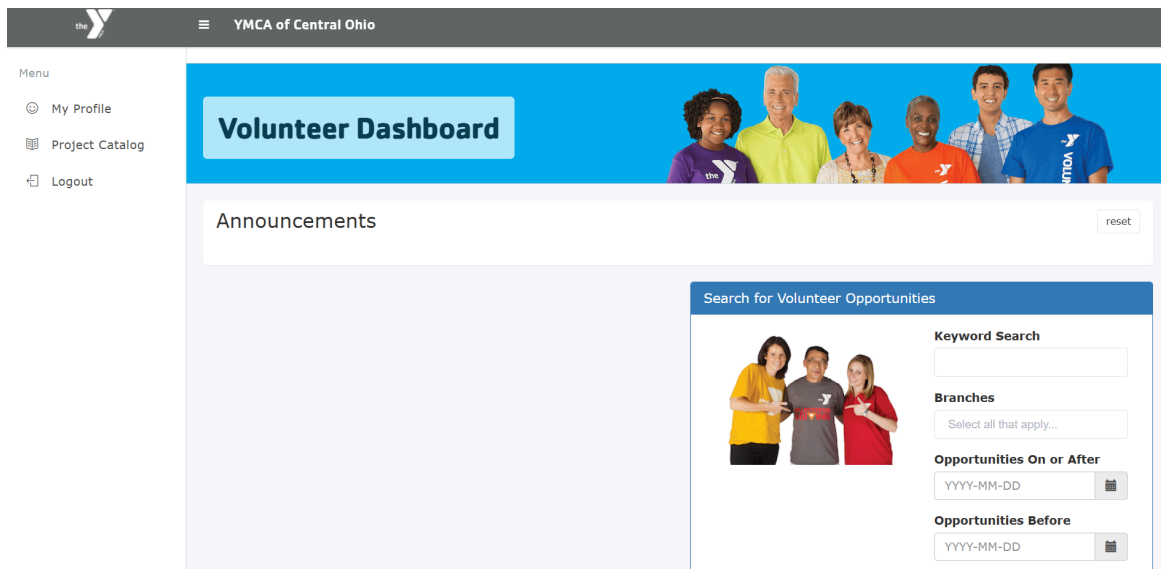 the Y
YMCA of Central Ohio
Menu
My Profile
Project Catalog
Logout
Volunteer Dashboard
the Y
Y
Y VOLUN
Announcements
reset
Search for Volunteer Opportunities
Keyword Search
Branches
Select all that apply...
Opportunities On or After
YYYY-MM-DD
Opportunities Before
YYYY-MM-DD